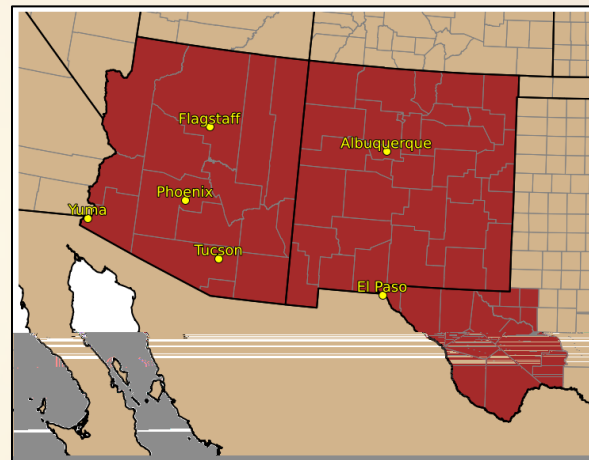 Flagstaff
Albuquerque
Phoenix
Yuma
Tucson
El Paso